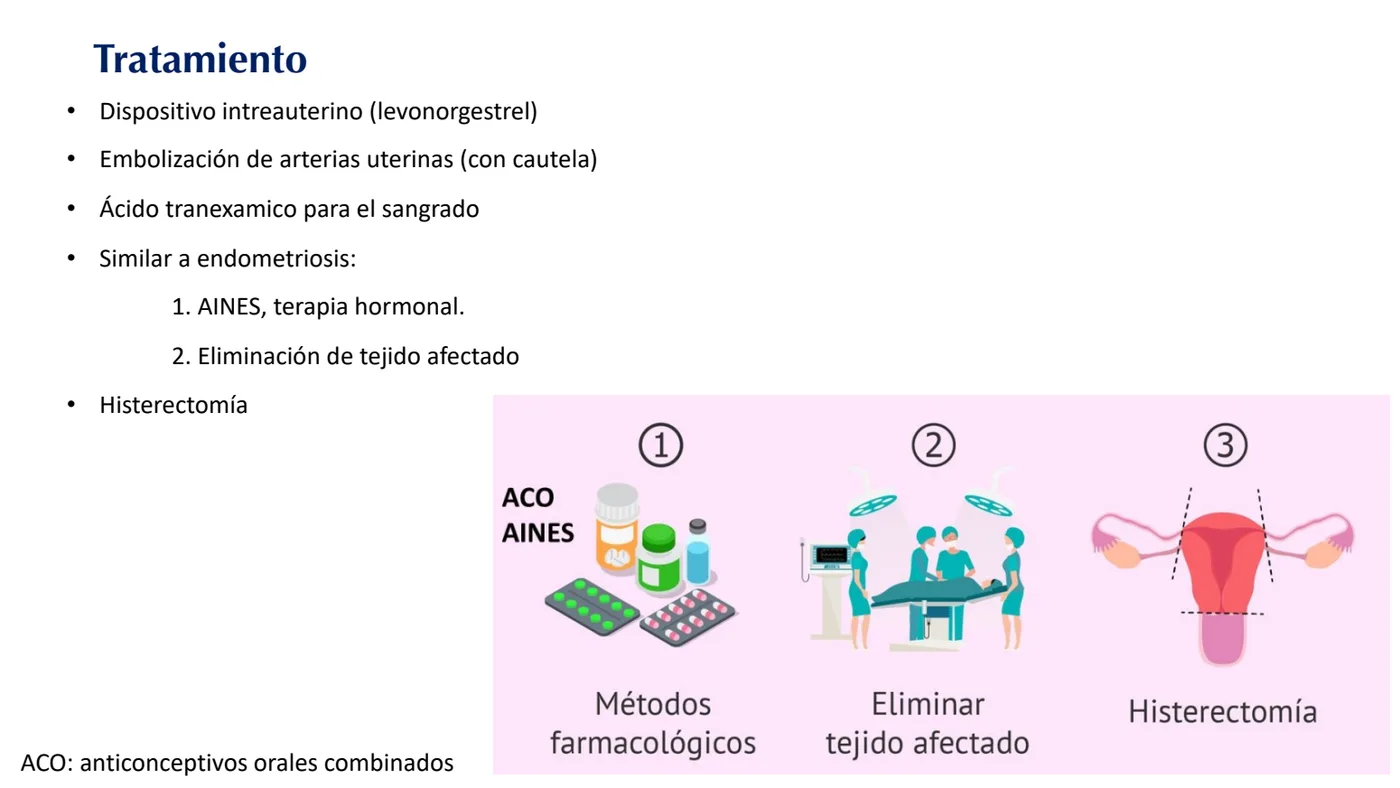 Tratamiento
• Dispositivo intreauterino (levonorgestrel)
• Embolización de arterias uterinas (con cautela)
• Ácido tranexamico para el sangrado
• Similar a endometriosis:
1. AINES, terapia hormonal.
2. Eliminación de tejido afectado
• Histerectomía
1
ACO
AINES
Métodos
farmacológicos
2
Eliminar
tejido afectado
3
Histerectomía
ACO: anticonceptivos orales combinados